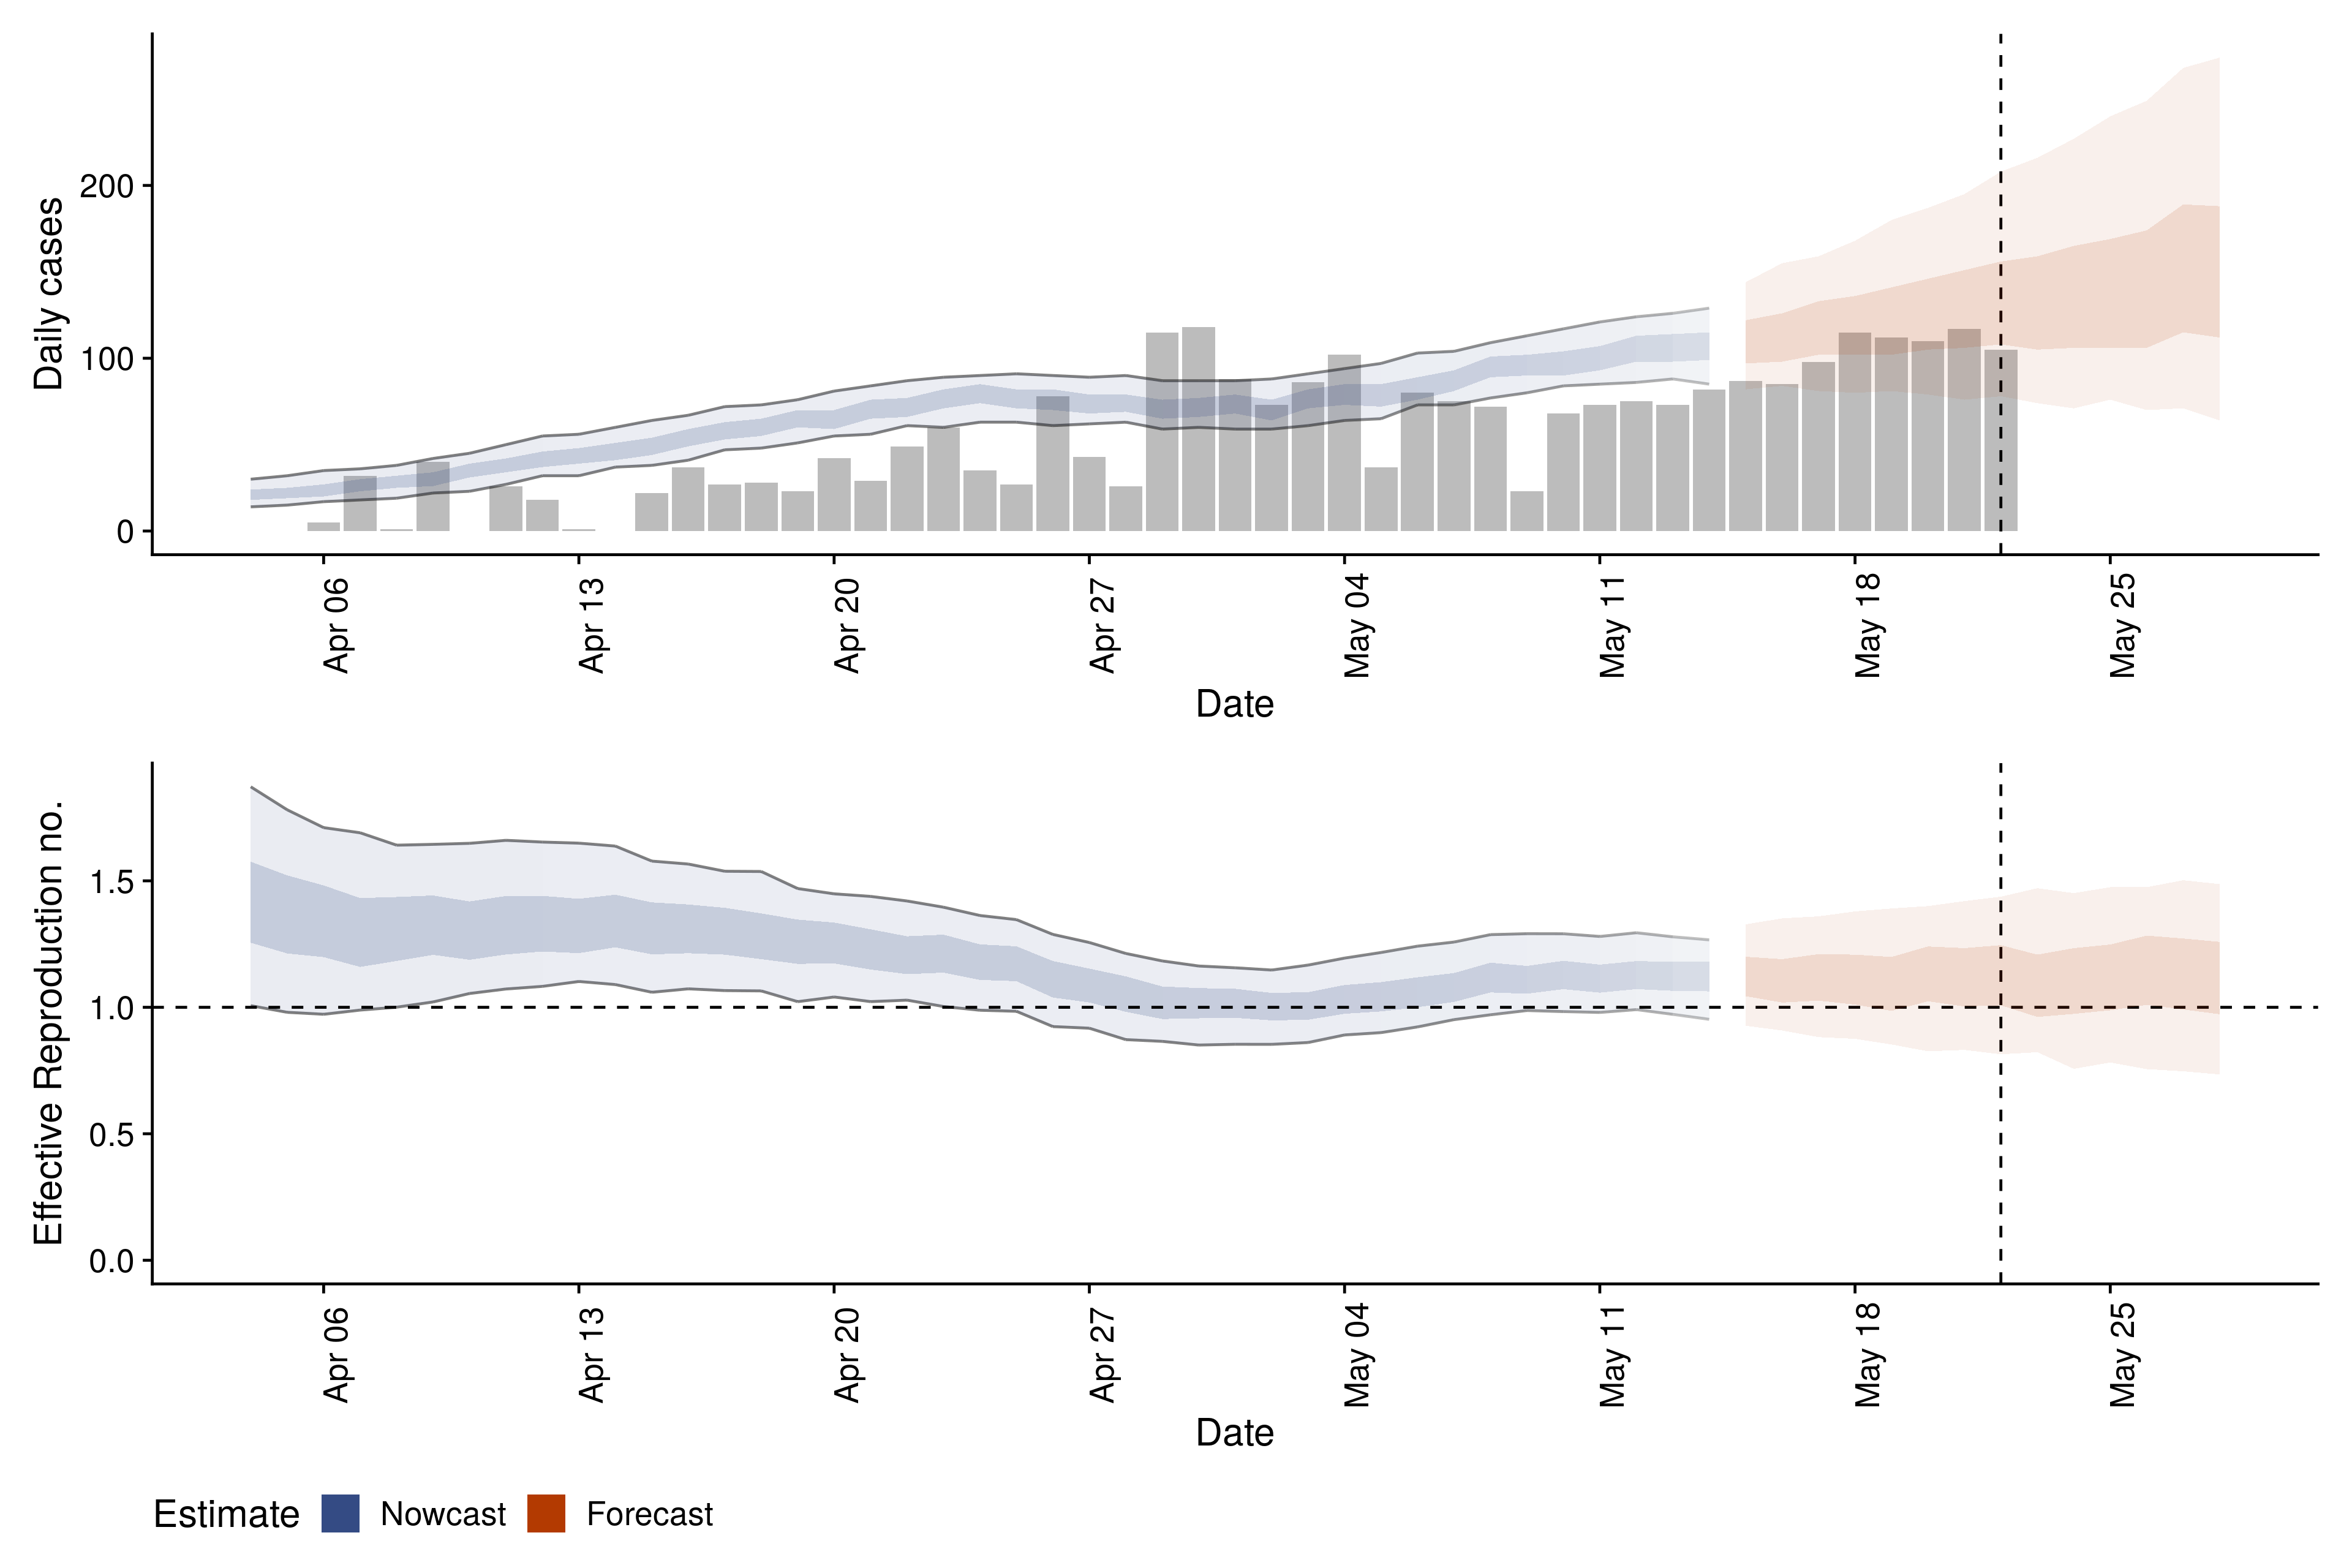 Daily cases
200
100
0
Apr 06
Apr 13
Apr 20
Apr 27
May 04
May 11
May 18
May 25
Date
Effective Reproduction no.
1.5
1.0
0.5
0.0
Apr 06
Apr 13
Apr 20
Apr 27
May 04
May 11
May 18
May 25
Date
Estimate Nowcast Forecast